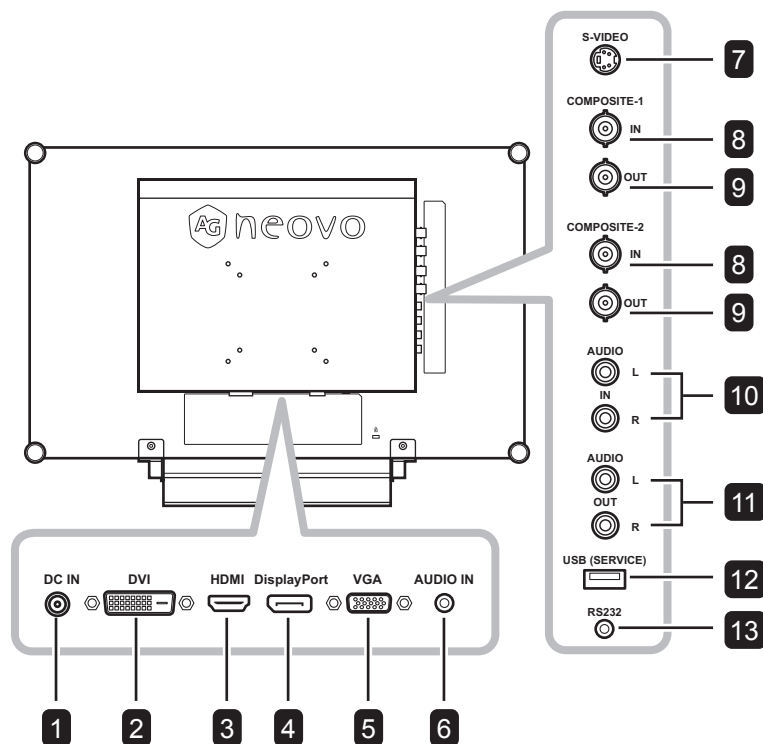 S-VIDEO
7
COMPOSITE-1
IN
8
OUT
9
AG neovo
COMPOSITE-2
IN
8
OUT
9
AUDIO
L
IN
10
R
AUDIO
L
OUT
11
R
USB (SERVICE)
12
RS232
13
DC IN DVI HDMI DisplayPort VGA AUDIO IN
1 2 3 4 5 6